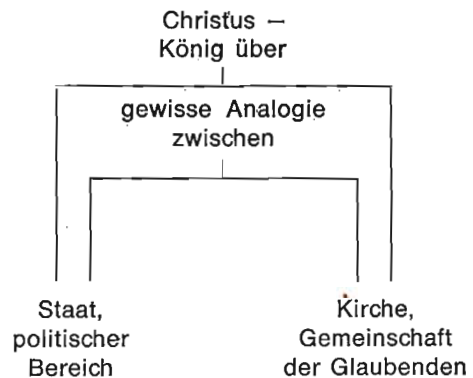 Christus –
König über
gewisse Analogie
zwischen
Staat,
politischer
Bereich
Kirche,
Gemeinschaft
der Glaubenden